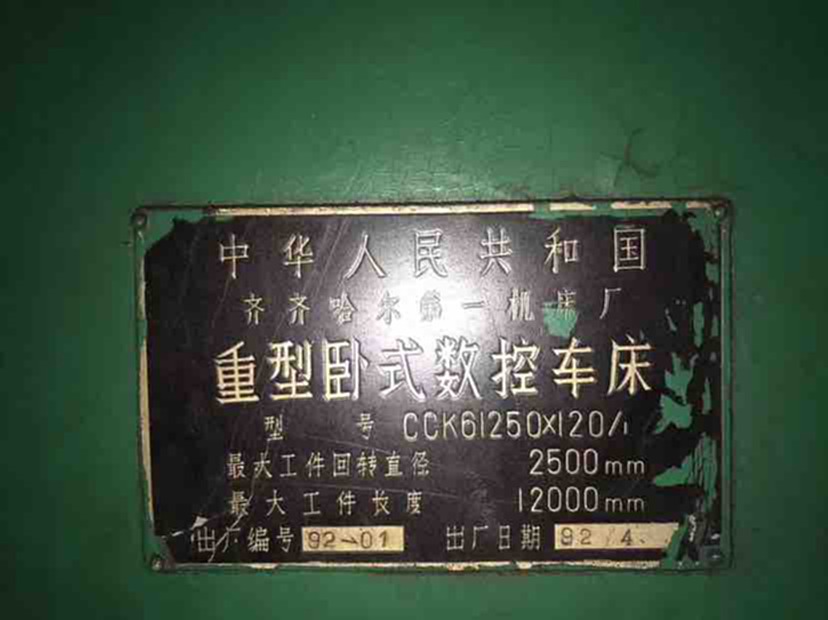 中华人民共和国
齐齐哈尔第一机床厂
重型卧式数控车床
型 号 CCK61250×120/1
最大工件回转直径 2500mm
最大工件长度 12000mm
出厂编号 92-01 出厂日期 92/4.